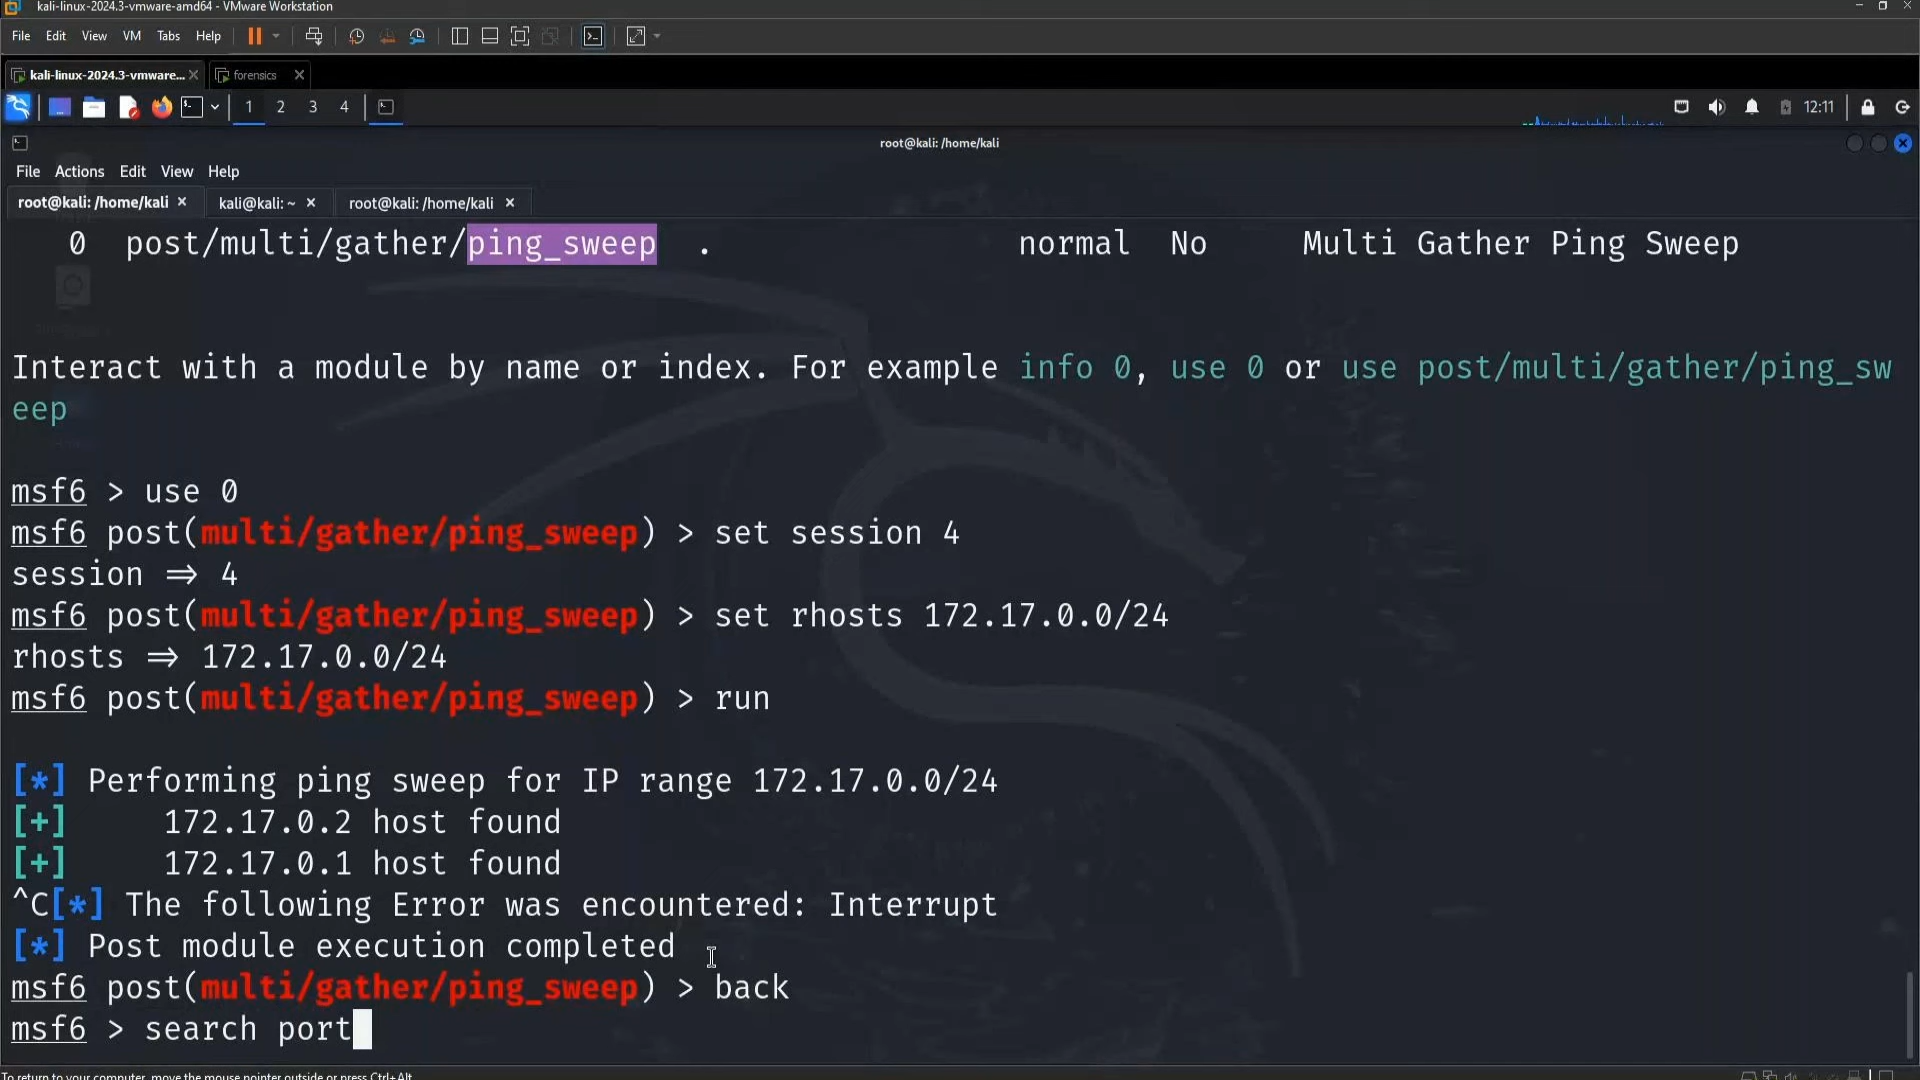 kali-linux-2024.3-vmware-amd64 - VMware Workstation
File Edit View VM Tabs Help
kali-linux-2024.3-vmware... forensics
1 2 3 4 12:11
root@kali: /home/kali
File Actions Edit View Help
root@kali: /home/kali kali@kali: ~ root@kali: /home/kali
0 post/multi/gather/ping_sweep . normal No Multi Gather Ping Sweep
Interact with a module by name or index. For example info 0, use 0 or use post/multi/gather/ping_sw
eep
msf6 > use 0
msf6 post(multi/gather/ping_sweep) > set session 4
session ⇒ 4
msf6 post(multi/gather/ping_sweep) > set rhosts 172.17.0.0/24
rhosts ⇒ 172.17.0.0/24
msf6 post(multi/gather/ping_sweep) > run
[*] Performing ping sweep for IP range 172.17.0.0/24
[+] 172.17.0.2 host found
[+] 172.17.0.1 host found
^C[*] The following Error was encountered: Interrupt
[*] Post module execution completed
msf6 post(multi/gather/ping_sweep) > back
msf6 > search port
To return to your computer, move the mouse pointer outside or press Ctrl+Alt.